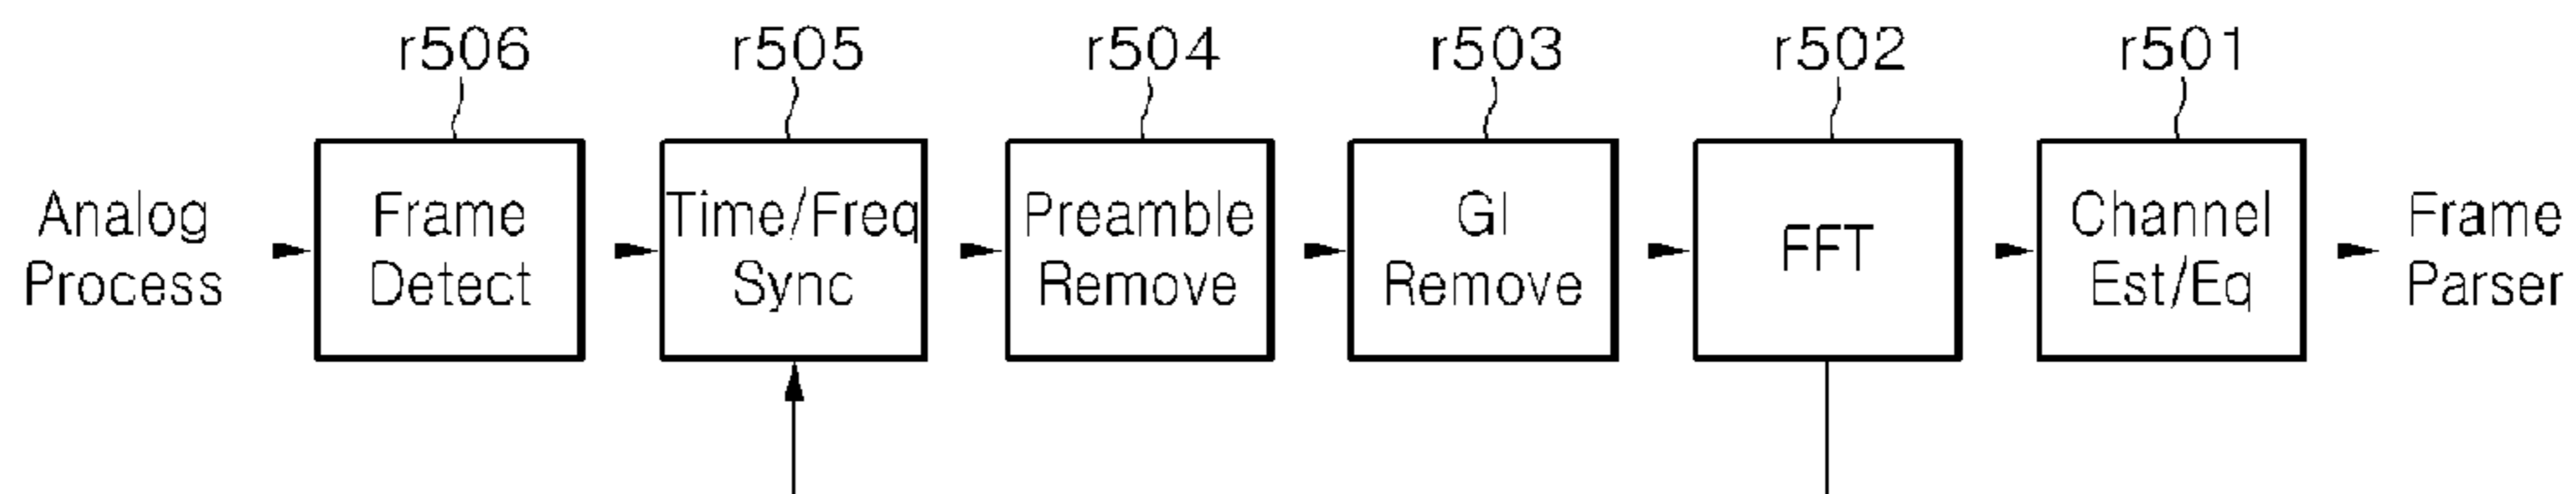 r506
r505
r504
r503
r502
r501
Analog
Process
Frame
Detect
Time/Freq
Sync
Preamble
Remove
GI
Remove
FFT
Channel
Est/Eq
Frame
Parser